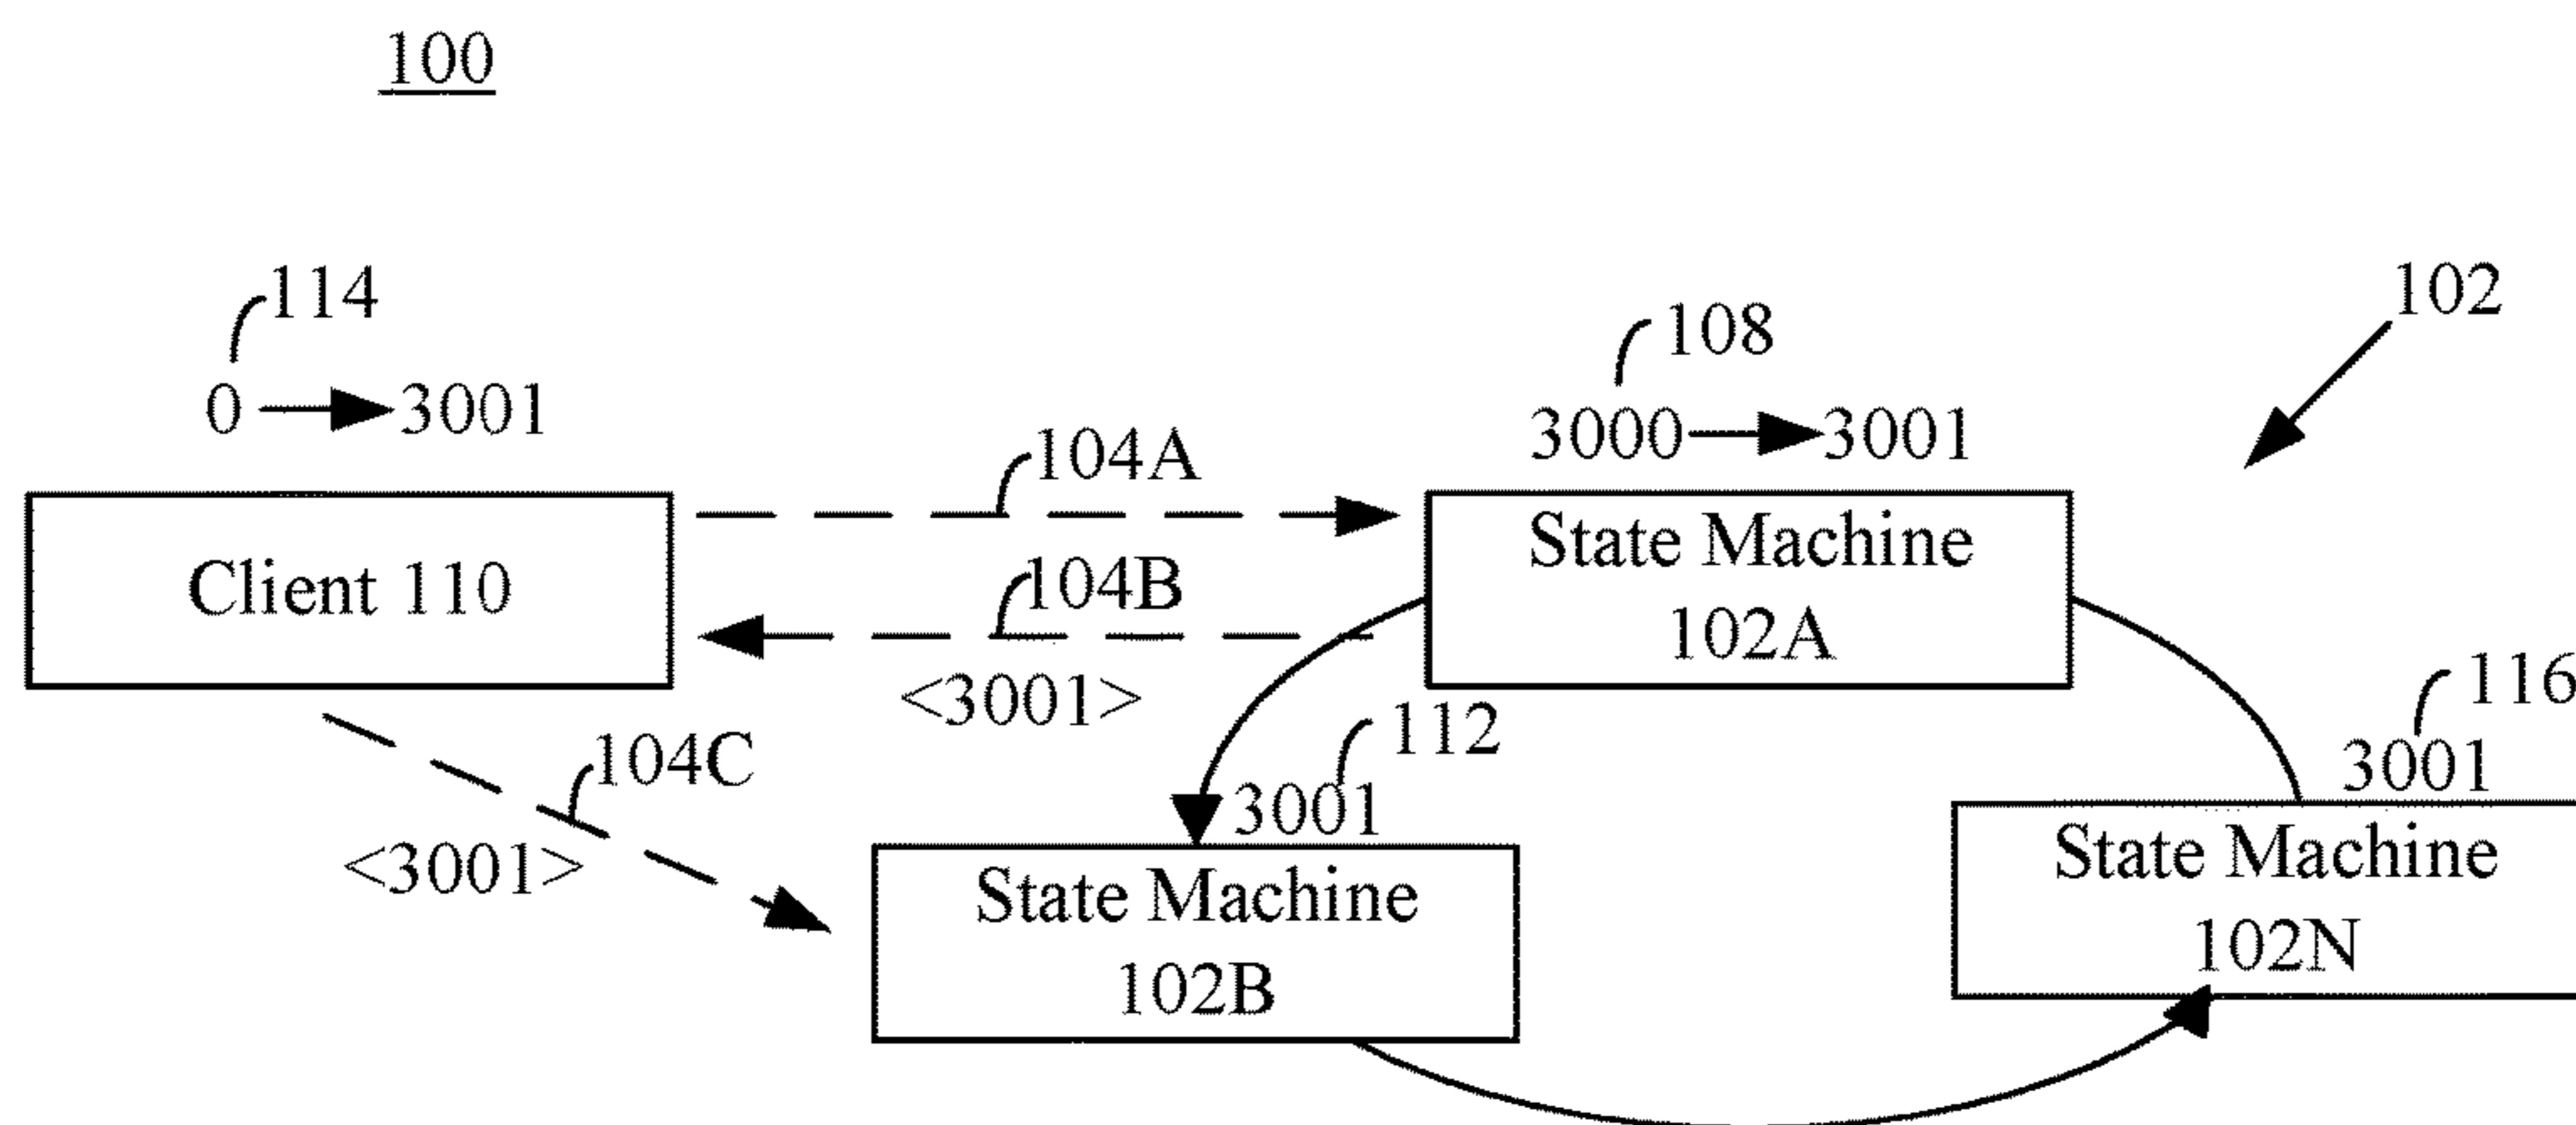 100
114
0 3001
108
3000 3001
102
104A
104B
<3001>
Client 110
State Machine
102A
104C
<3001>
112
3001
State Machine
102B
116
3001
State Machine
102N